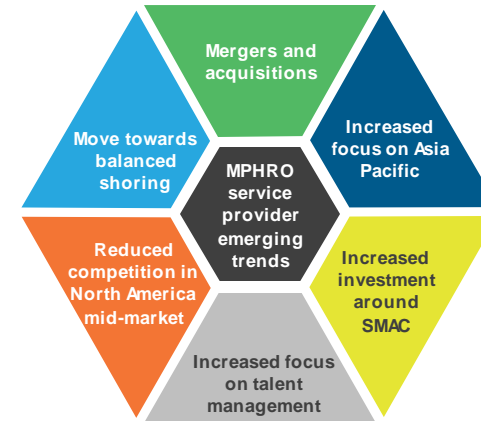 Mergers and
acquisitions
Move towards
balanced
shoring
Increased
focus on Asia
Pacific
MPHRO
service
provider
emerging
trends
Reduced
competition in
North America
mid-market
Increased
investment
around
SMAC
Increased focus
on talent
management